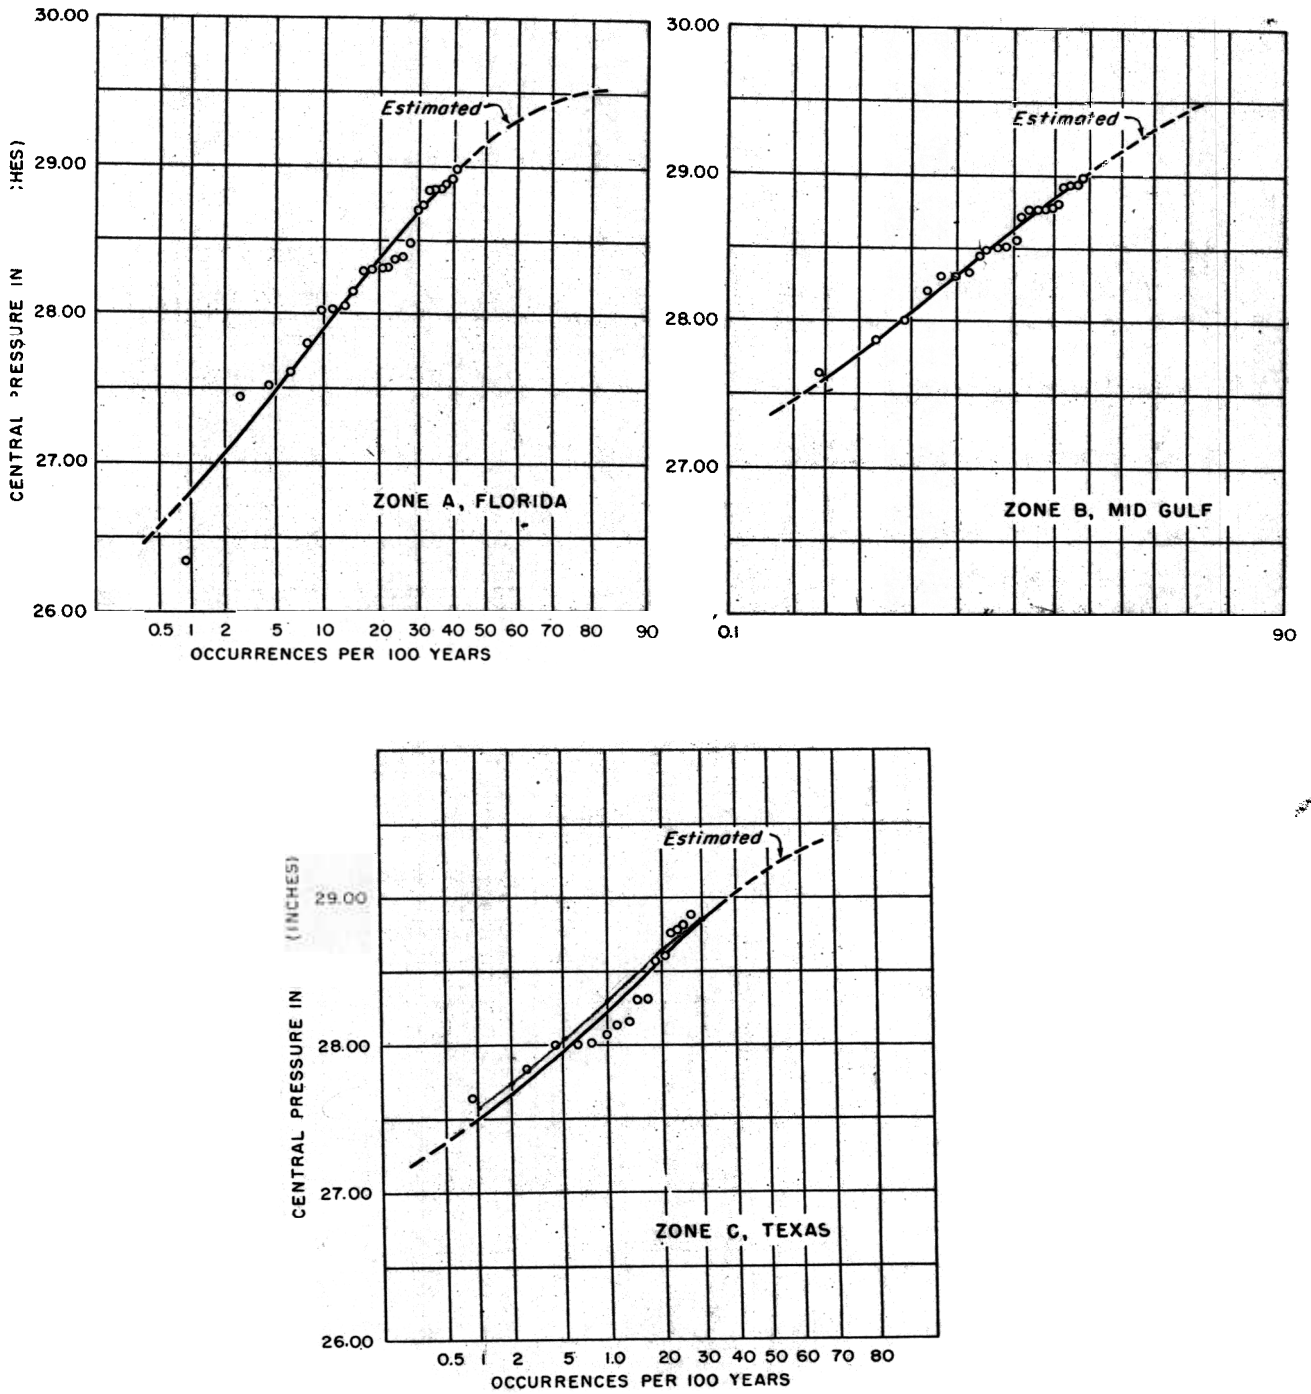 30.00
29.00
28.00
27.00
26.00
CENTRAL PRESSURE IN
Estimated
ZONE A, FLORIDA
0.5 1 2 5 10 20 30 40 50 60 70 80 90
OCCURRENCES PER 100 YEARS
30.00
29.00
28.00
27.00
Estimated
ZONE B, MID GULF
0.1 90
29.00
28.00
27.00
26.00
CENTRAL PRESSURE IN (INCHES)
Estimated
ZONE C, TEXAS
0.5 1 2 5 1.0 20 30 40 50 60 70 80
OCCURRENCES PER 100 YEARS